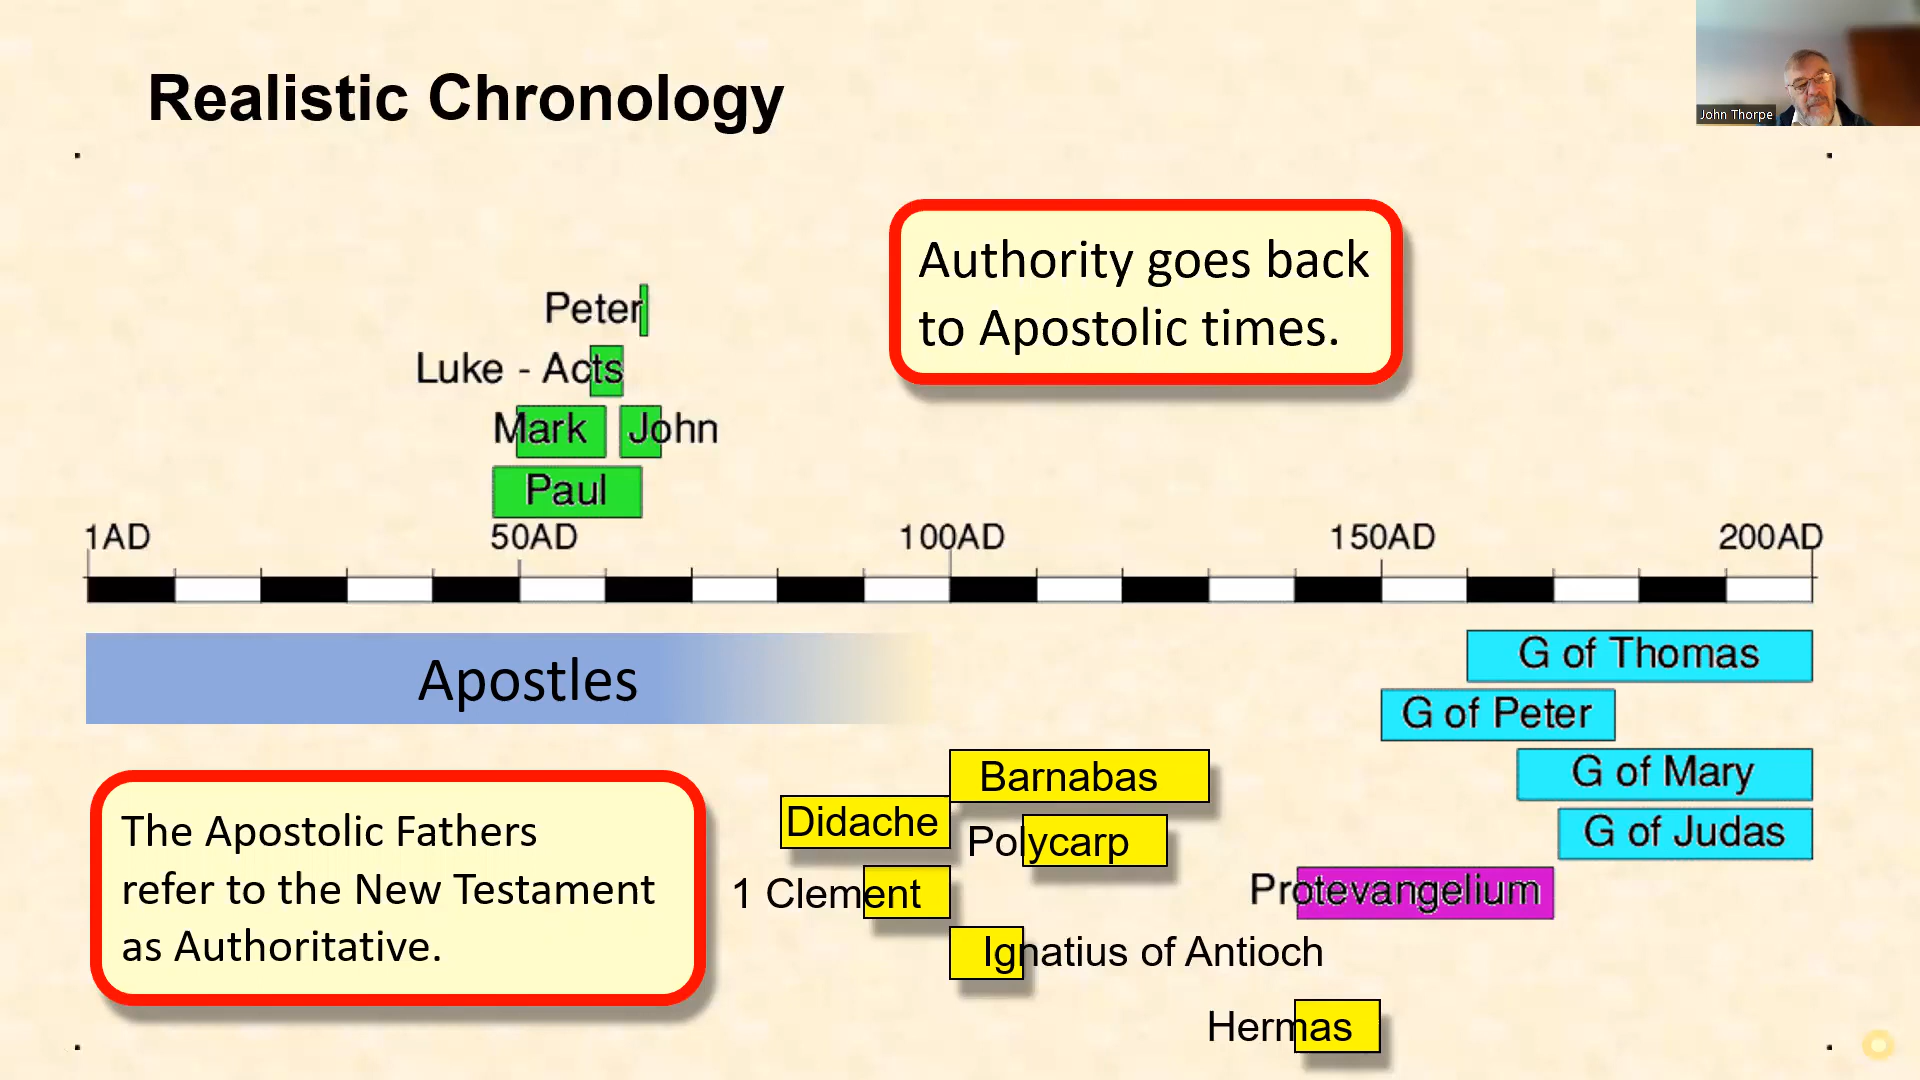 Realistic Chronology
John Thorpe
Authority goes back
to Apostolic times.
Peter
Luke - Acts
Mark
John
Paul
1AD
50AD
100AD
150AD
200AD
Apostles
G of Thomas
G of Peter
G of Mary
G of Judas
Protevangelium
Barnabas
Didache
Polycarp
1 Clement
Ignatius of Antioch
Hermas
The Apostolic Fathers
refer to the New Testament
as Authoritative.